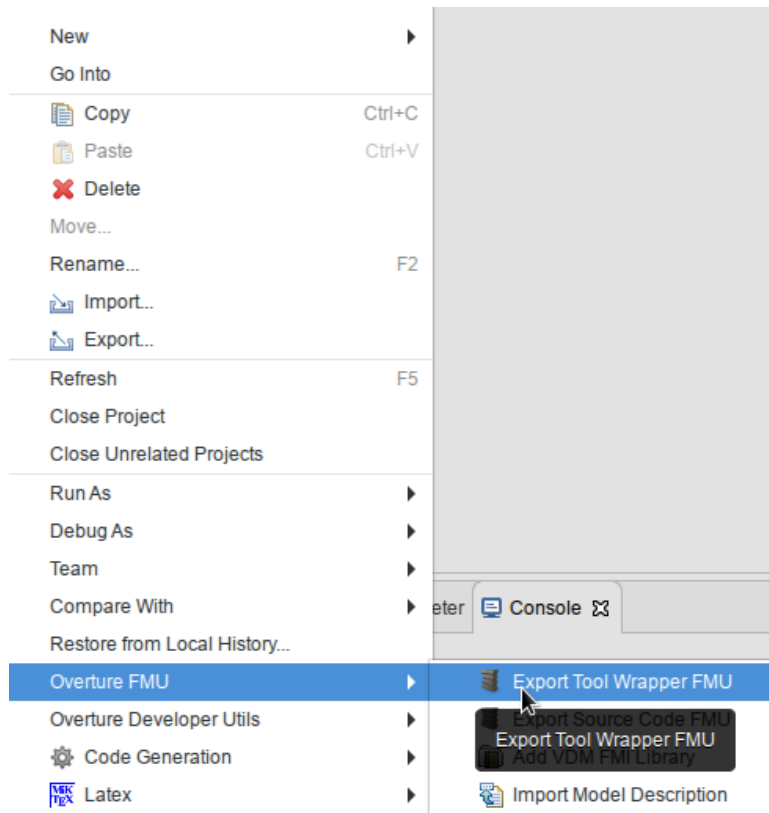 New
Go Into
Copy Ctrl+C
Paste Ctrl+V
Delete
Move...
Rename... F2
Import...
Export...
Refresh F5
Close Project
Close Unrelated Projects
Run As
Debug As
Team
Compare With
eter Console
Restore from Local History...
Overture FMU
Export Tool Wrapper FMU
Overture Developer Utils
Export Source Code FMU
Export Tool Wrapper FMU
Code Generation
Add VDM FMI Library
MiK
TEX
Latex
Import Model Description